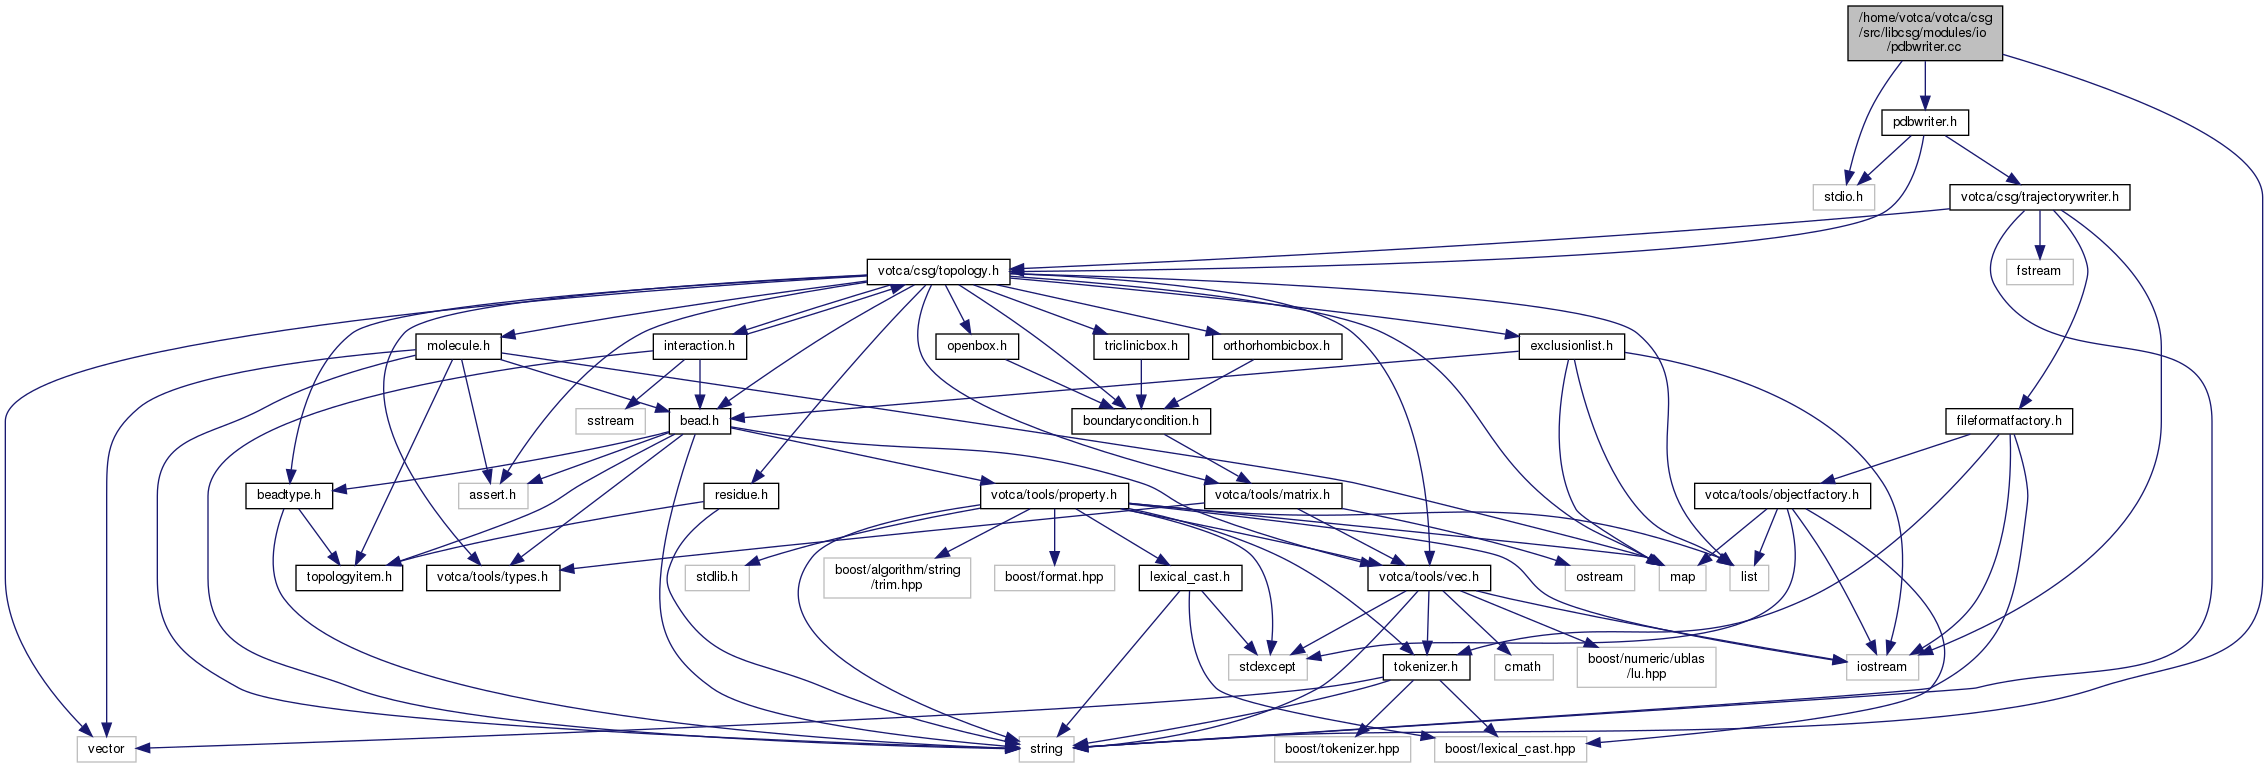 /home/votca/votca/csg
/src/libcsg/modules/io
/pdbwriter.cc
pdbwriter.h
stdio.h
votca/csg/trajectorywriter.h
votca/csg/topology.h
fstream
molecule.h
interaction.h
openbox.h
triclinicbox.h
orthorhombicbox.h
exclusionlist.h
sstream
bead.h
boundarycondition.h
fileformatfactory.h
beadtype.h
assert.h
residue.h
votca/tools/property.h
votca/tools/matrix.h
votca/tools/objectfactory.h
topologyitem.h
votca/tools/types.h
stdlib.h
boost/algorithm/string
/trim.hpp
boost/format.hpp
lexical_cast.h
votca/tools/vec.h
ostream
map
list
stdexcept
tokenizer.h
cmath
boost/numeric/ublas
/lu.hpp
iostream
vector
string
boost/tokenizer.hpp
boost/lexical_cast.hpp